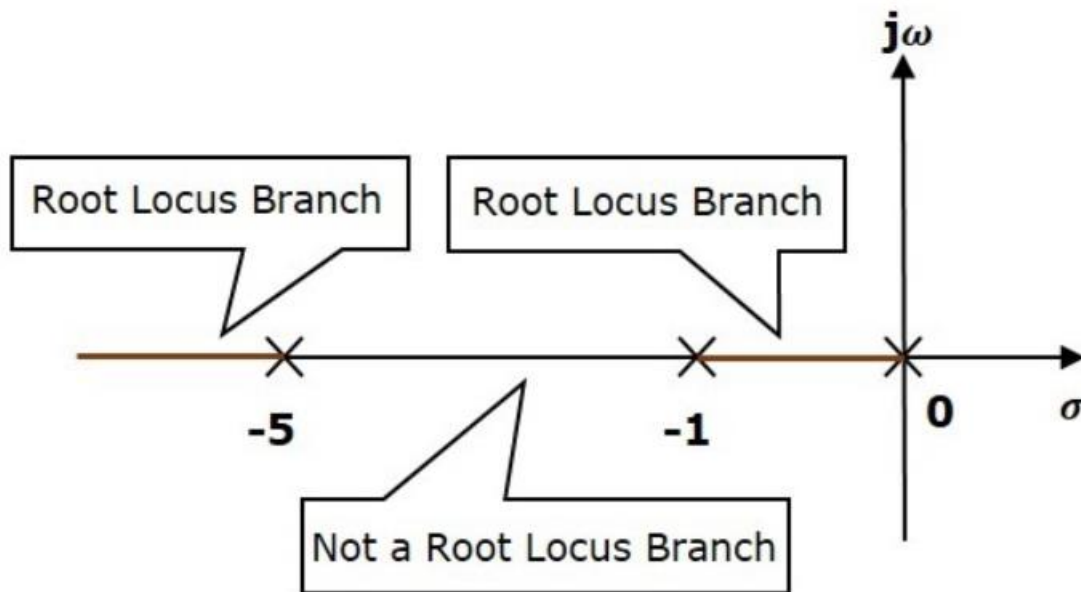 jω
Root Locus Branch
Root Locus Branch
-5
-1
0
σ
Not a Root Locus Branch